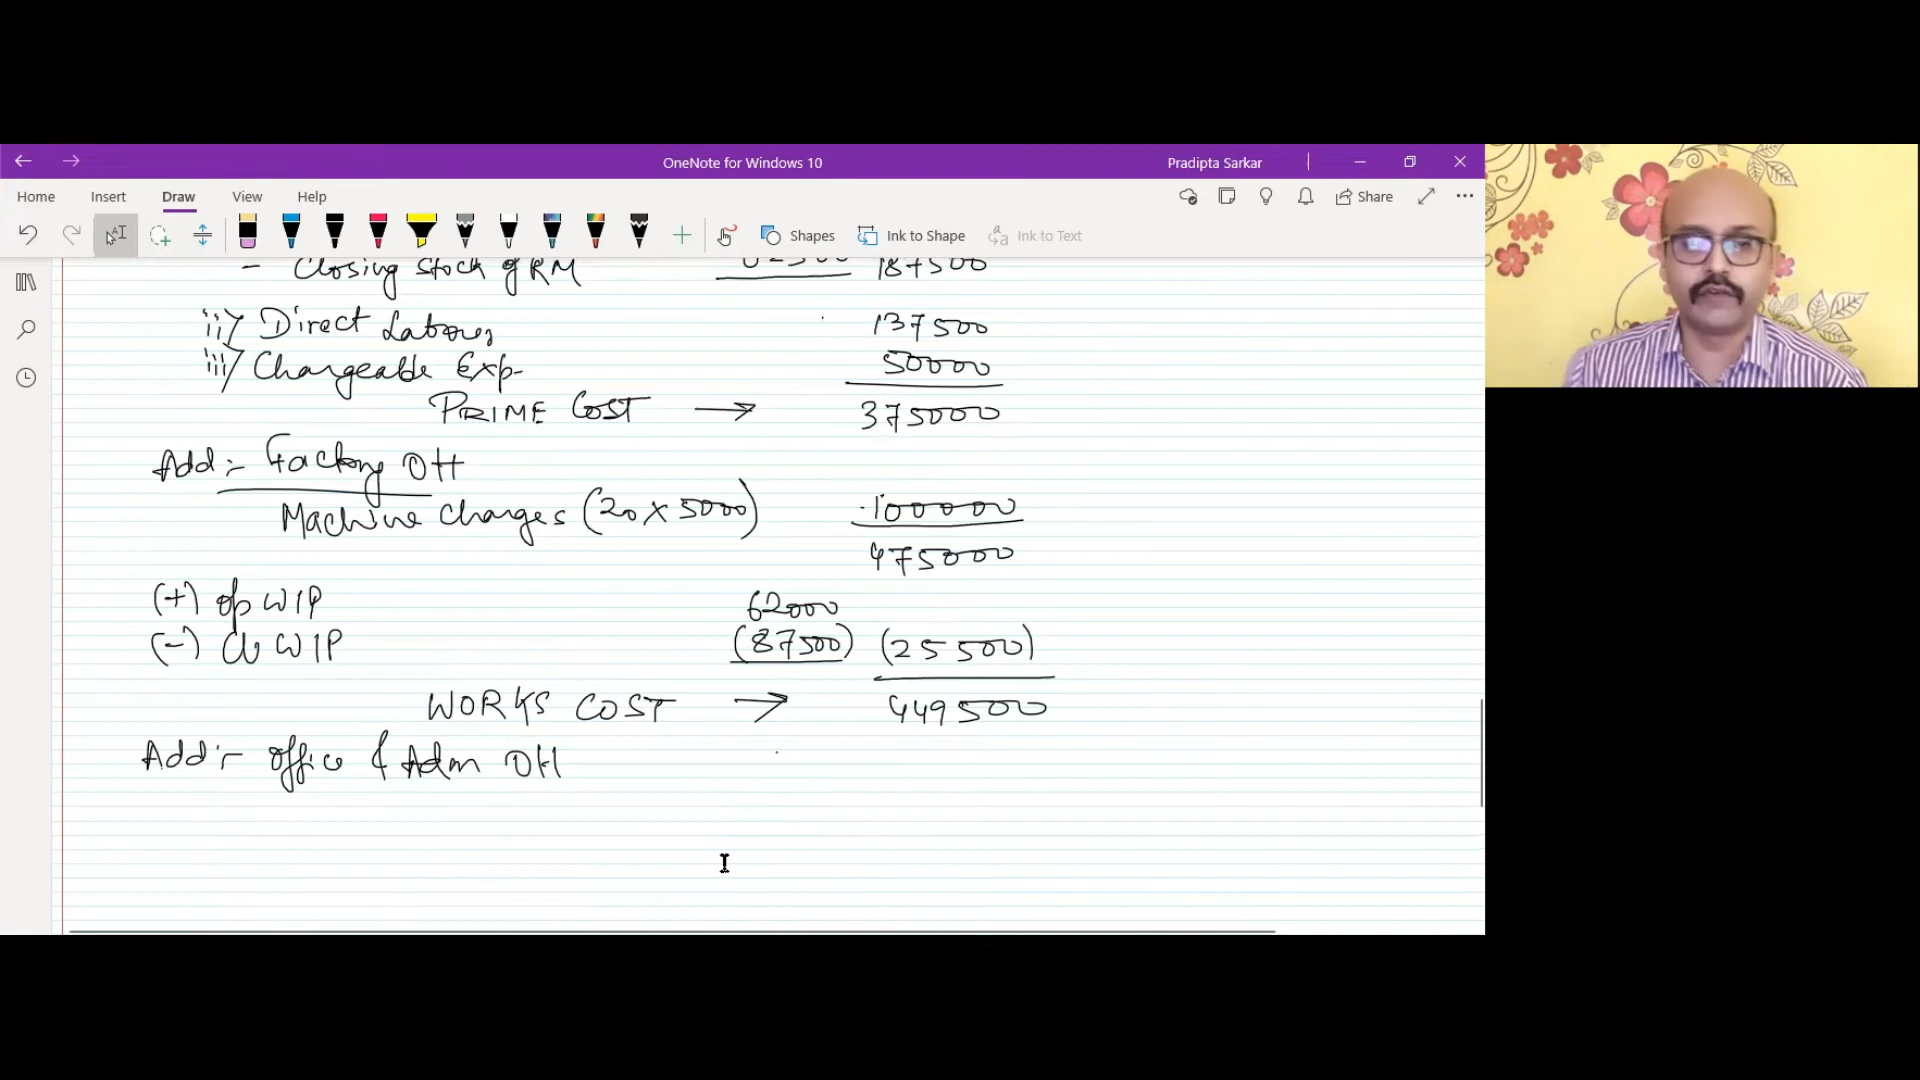 OneNote for Windows 10
Pradipta Sarkar
Home Insert Draw View Help
Share
Shapes Ink to Shape Ink to Text
- Closing stock of RM 187500
ii) Direct Labour 137500
iii) Chargeable Exp- 50000
PRIME COST → 375000
Add:- Factory OH
Machine Charges (20 x 5000) 100000
475000
(+) op WIP 62000
(-) Clo WIP (87500) (25500)
WORKS COST → 449500
Add:- office & Adm OH